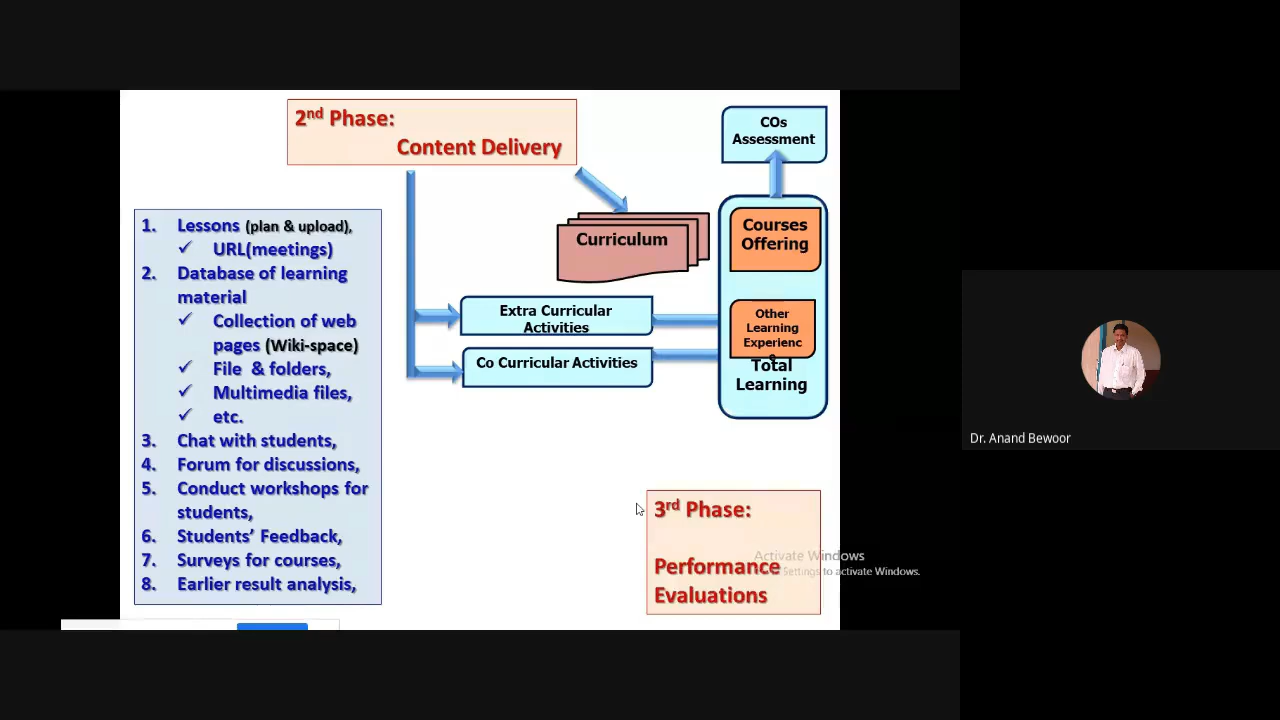 2nd Phase:
Content Delivery
COs
Assessment
1. Lessons (plan & upload),
✓ URL(meetings)
2. Database of learning
material
✓ Collection of web
pages (Wiki-space)
✓ File & folders,
✓ Multimedia files,
✓ etc.
3. Chat with students,
4. Forum for discussions,
5. Conduct workshops for
students,
6. Students’ Feedback,
7. Surveys for courses,
8. Earlier result analysis,
Curriculum
Extra Curricular
Activities
Co Curricular Activities
Courses
Offering
Other
Learning
Experienc
e
Total
Learning
3rd Phase:
Performance
Evaluations
Activate Windows
Settings to activate Windows.
Dr. Anand Bewoor